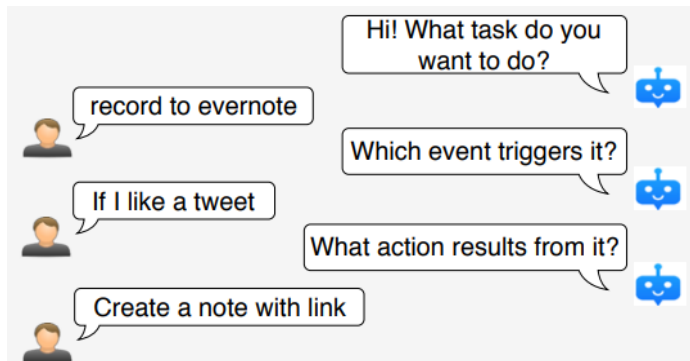 Hi! What task do you
want to do?
record to evernote
Which event triggers it?
If I like a tweet
What action results from it?
Create a note with link